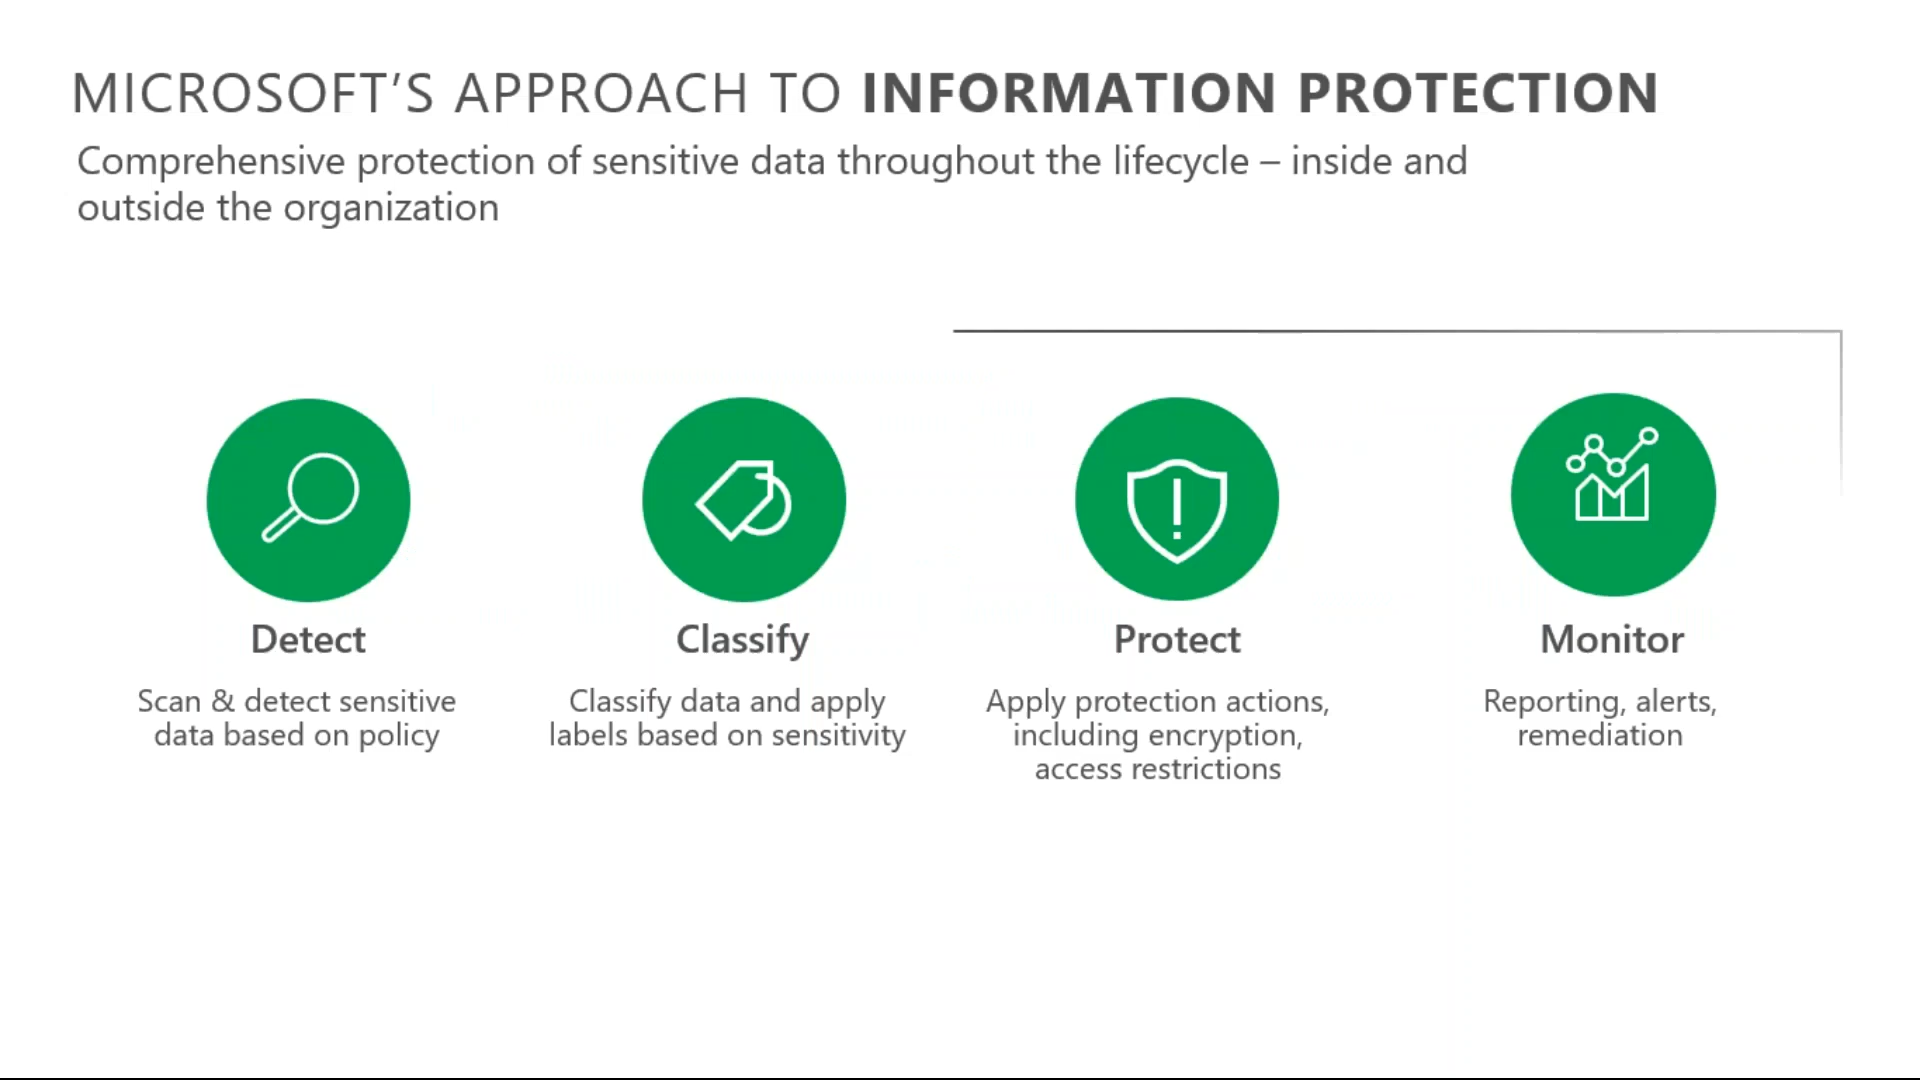 MICROSOFT’S APPROACH TO INFORMATION PROTECTION
Comprehensive protection of sensitive data throughout the lifecycle – inside and
outside the organization
Detect
Scan & detect sensitive
data based on policy
Classify
Classify data and apply
labels based on sensitivity
Protect
Apply protection actions,
including encryption,
access restrictions
Monitor
Reporting, alerts,
remediation